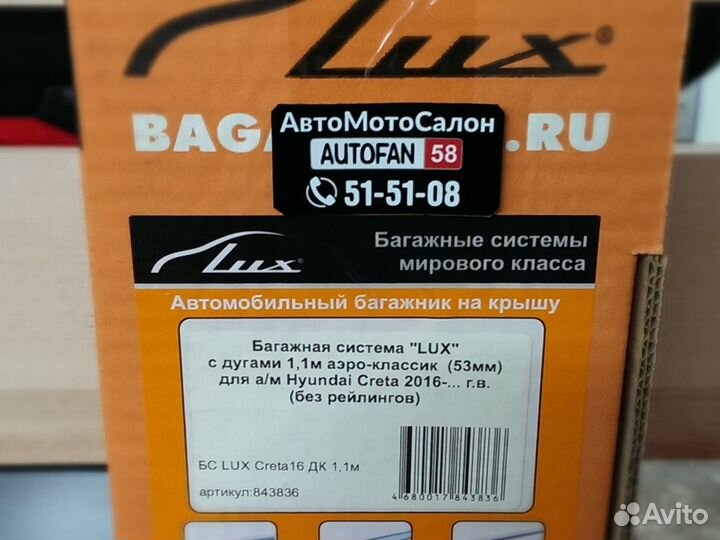 Lux®
BAGA
.RU
АвтоМотоСалон
AUTOFAN 58
51-51-08
Lux®
Багажные системы
мирового класса
Автомобильный багажник на крышу
Багажная система "LUX"
с дугами 1,1м аэро-классик (53мм)
для а/м Hyundai Creta 2016-... г.в.
(без рейлингов)
БС LUX Creta16 ДК 1,1м
артикул:843836
4680017843836
Avito